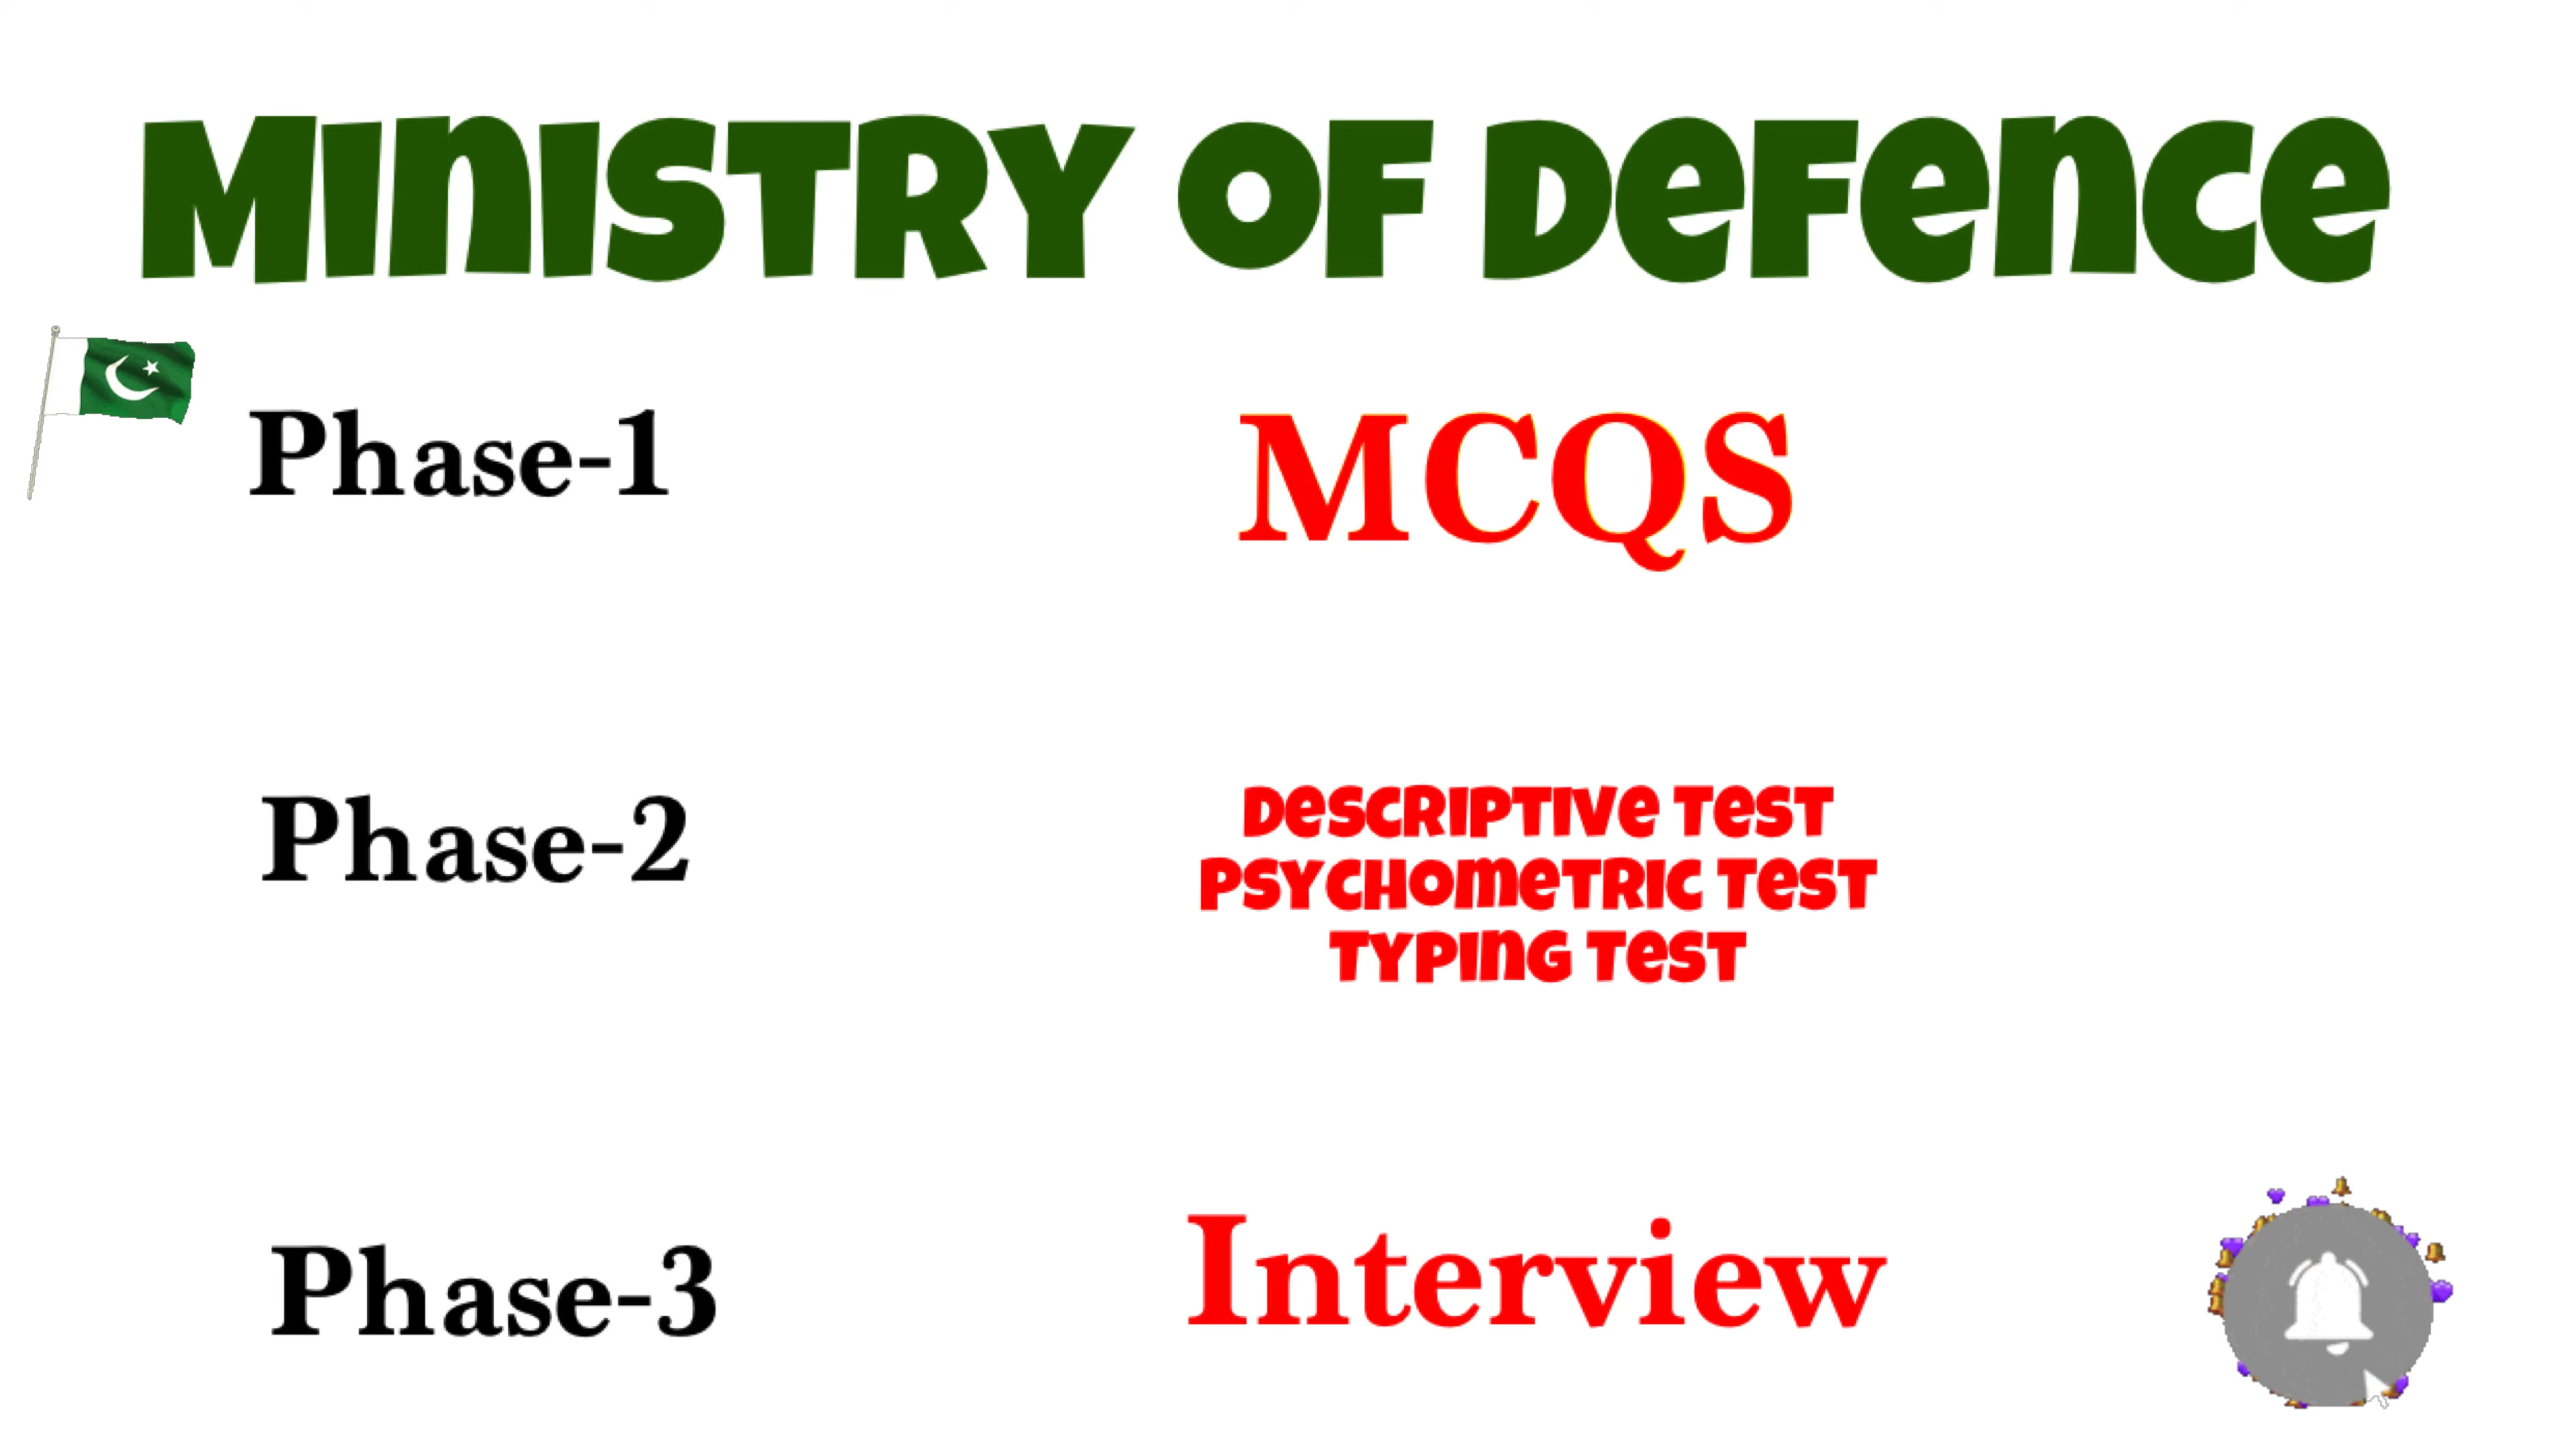 MINISTRY OF DEFENCE
Phase-1
MCQS
Phase-2
DESCRIPTIVE TEST
PSYCHOMETRIC TEST
TYPING TEST
Phase-3
Interview